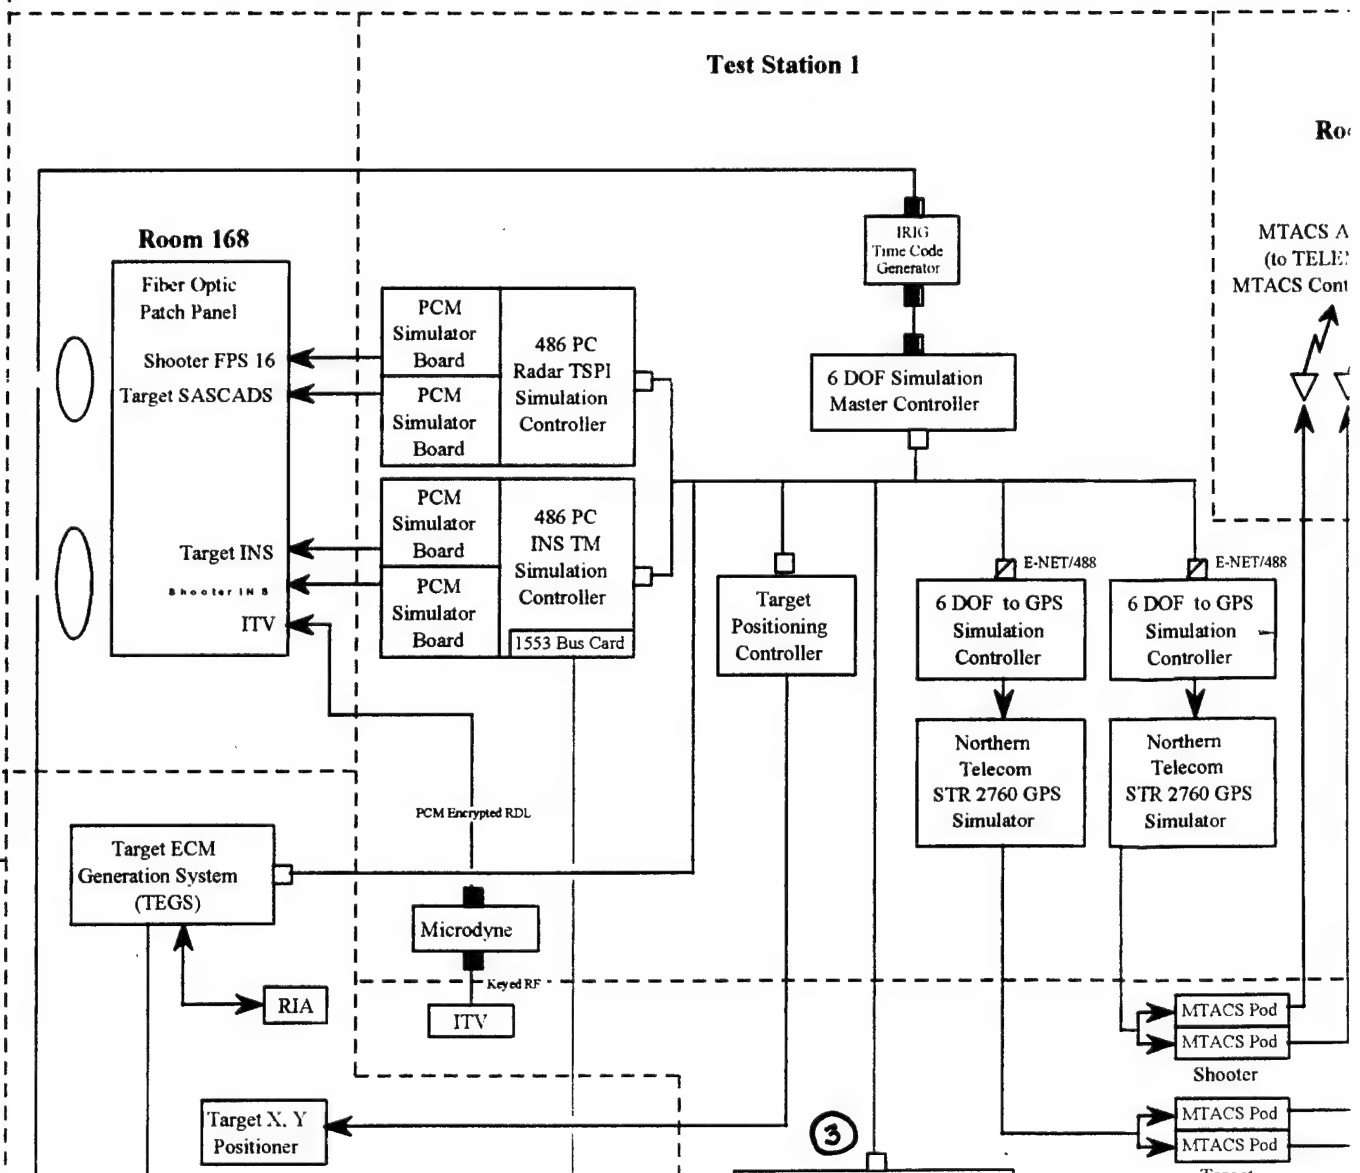 Test Station 1
Ro
IRIG
Time Code
Generator
MTACS A
(to TELE
MTACS Cont
Room 168
Fiber Optic
Patch Panel
Shooter FPS 16
Target SASCADS
Target INS
Shooter INS
ITV
PCM
Simulator
Board
PCM
Simulator
Board
486 PC
Radar TSPI
Simulation
Controller
6 DOF Simulation
Master Controller
PCM
Simulator
Board
PCM
Simulator
Board
486 PC
INS TM
Simulation
Controller
1553 Bus Card
Target
Positioning
Controller
E-NET/488
6 DOF to GPS
Simulation
Controller
E-NET/488
6 DOF to GPS
Simulation
Controller
Northern
Telecom
STR 2760 GPS
Simulator
Northern
Telecom
STR 2760 GPS
Simulator
PCM Encrypted RDL
Target ECM
Generation System
(TEGS)
Microdyne
Keyed RF
RIA
ITV
MTACS Pod
MTACS Pod
Shooter
Target X, Y
Positioner
3
MTACS Pod
MTACS Pod
Target